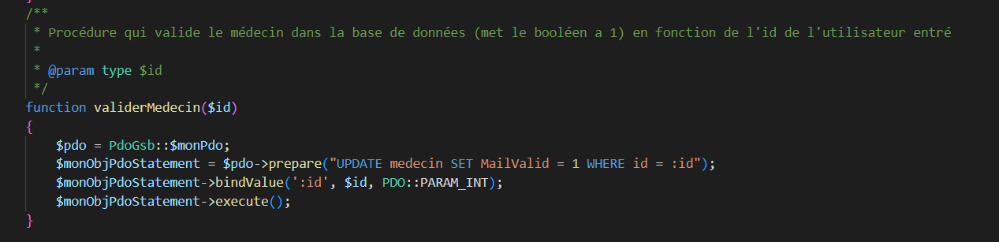 /**
* Procédure qui valide le médecin dans la base de données (met le booléen a 1) en fonction de l'id de l'utilisateur entré
*
* @param type $id
*/
function validerMedecin($id)
{
$pdo = PdoGsb::$monPdo;
$monObjPdoStatement = $pdo->prepare("UPDATE medecin SET MailValid = 1 WHERE id = :id");
$monObjPdoStatement->bindValue(':id', $id, PDO::PARAM_INT);
$monObjPdoStatement->execute();
}